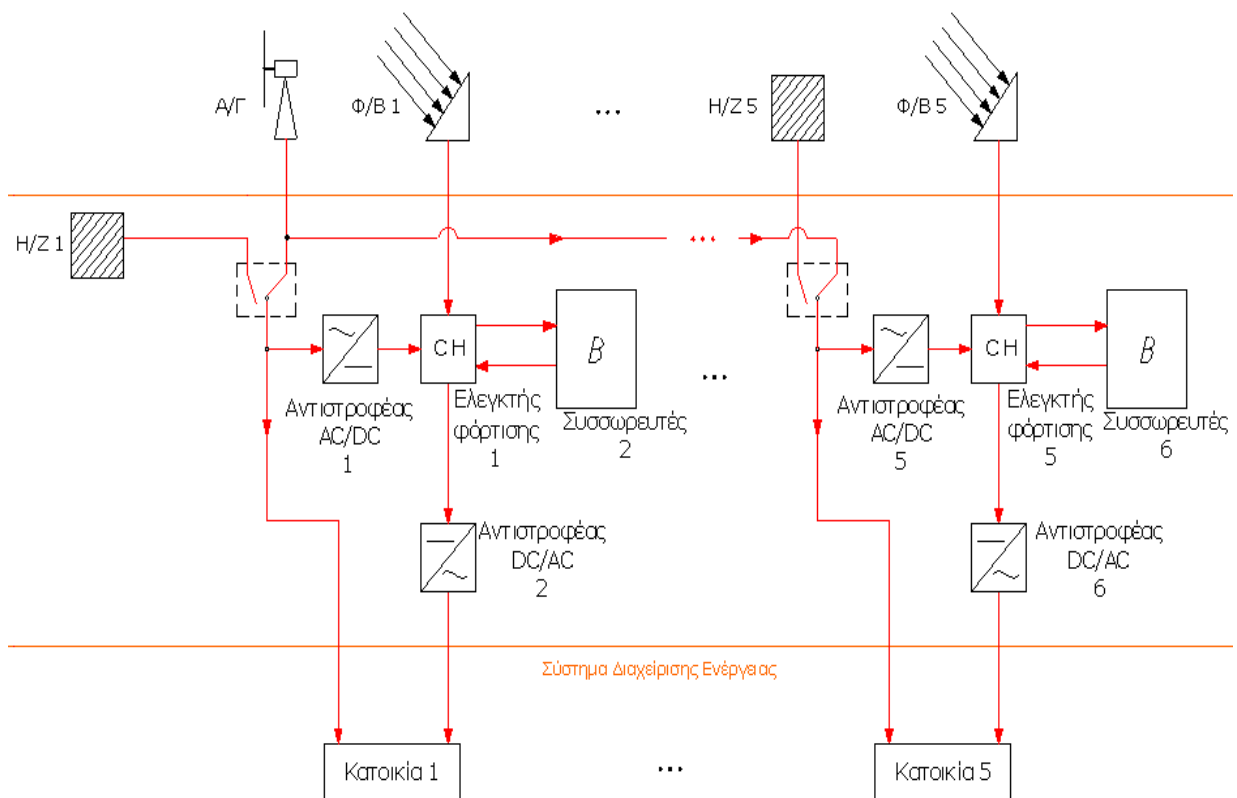 Α/Γ
Φ/Β 1
...
Η/Ζ 5
Φ/Β 5
Η/Ζ 1
...
CH
B
CH
B
Αντιστροφέας
AC/DC
1
Ελεγκτής
φόρτισης
1
Συσσωρευτές
2
...
Αντιστροφέας
AC/DC
5
Ελεγκτής
φόρτισης
5
Συσσωρευτές
6
Αντιστροφέας
DC/AC
2
Αντιστροφέας
DC/AC
6
Σύστημα Διαχείρισης Ενέργειας
Κατοικία 1
...
Κατοικία 5